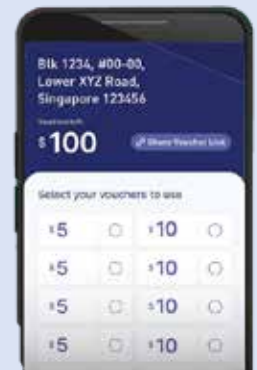 Blk 1234, #00-00,
Lower XYZ Road,
Singapore 123456
$100
Share Voucher Link
Select your vouchers to use
$5 $10
$5 $10
$5 $10
$5 $10